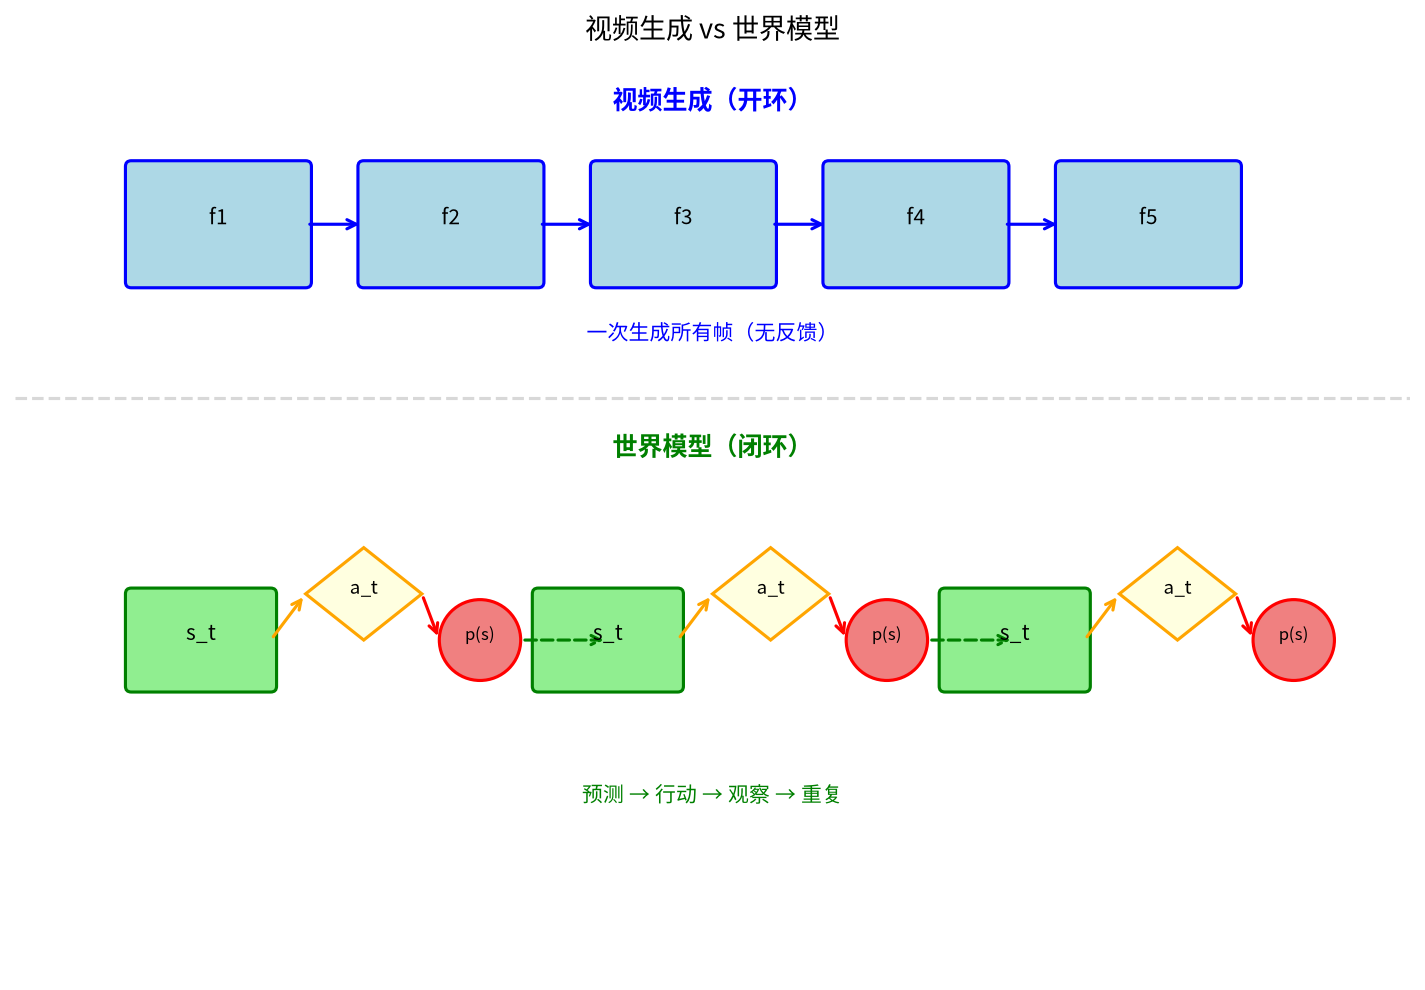 视频生成 vs 世界模型
视频生成（开环）
f1
f2
f3
f4
f5
一次生成所有帧（无反馈）
世界模型（闭环）
s_t
a_t
p(s)
s_t
a_t
p(s)
s_t
a_t
p(s)
预测 → 行动 → 观察 → 重复